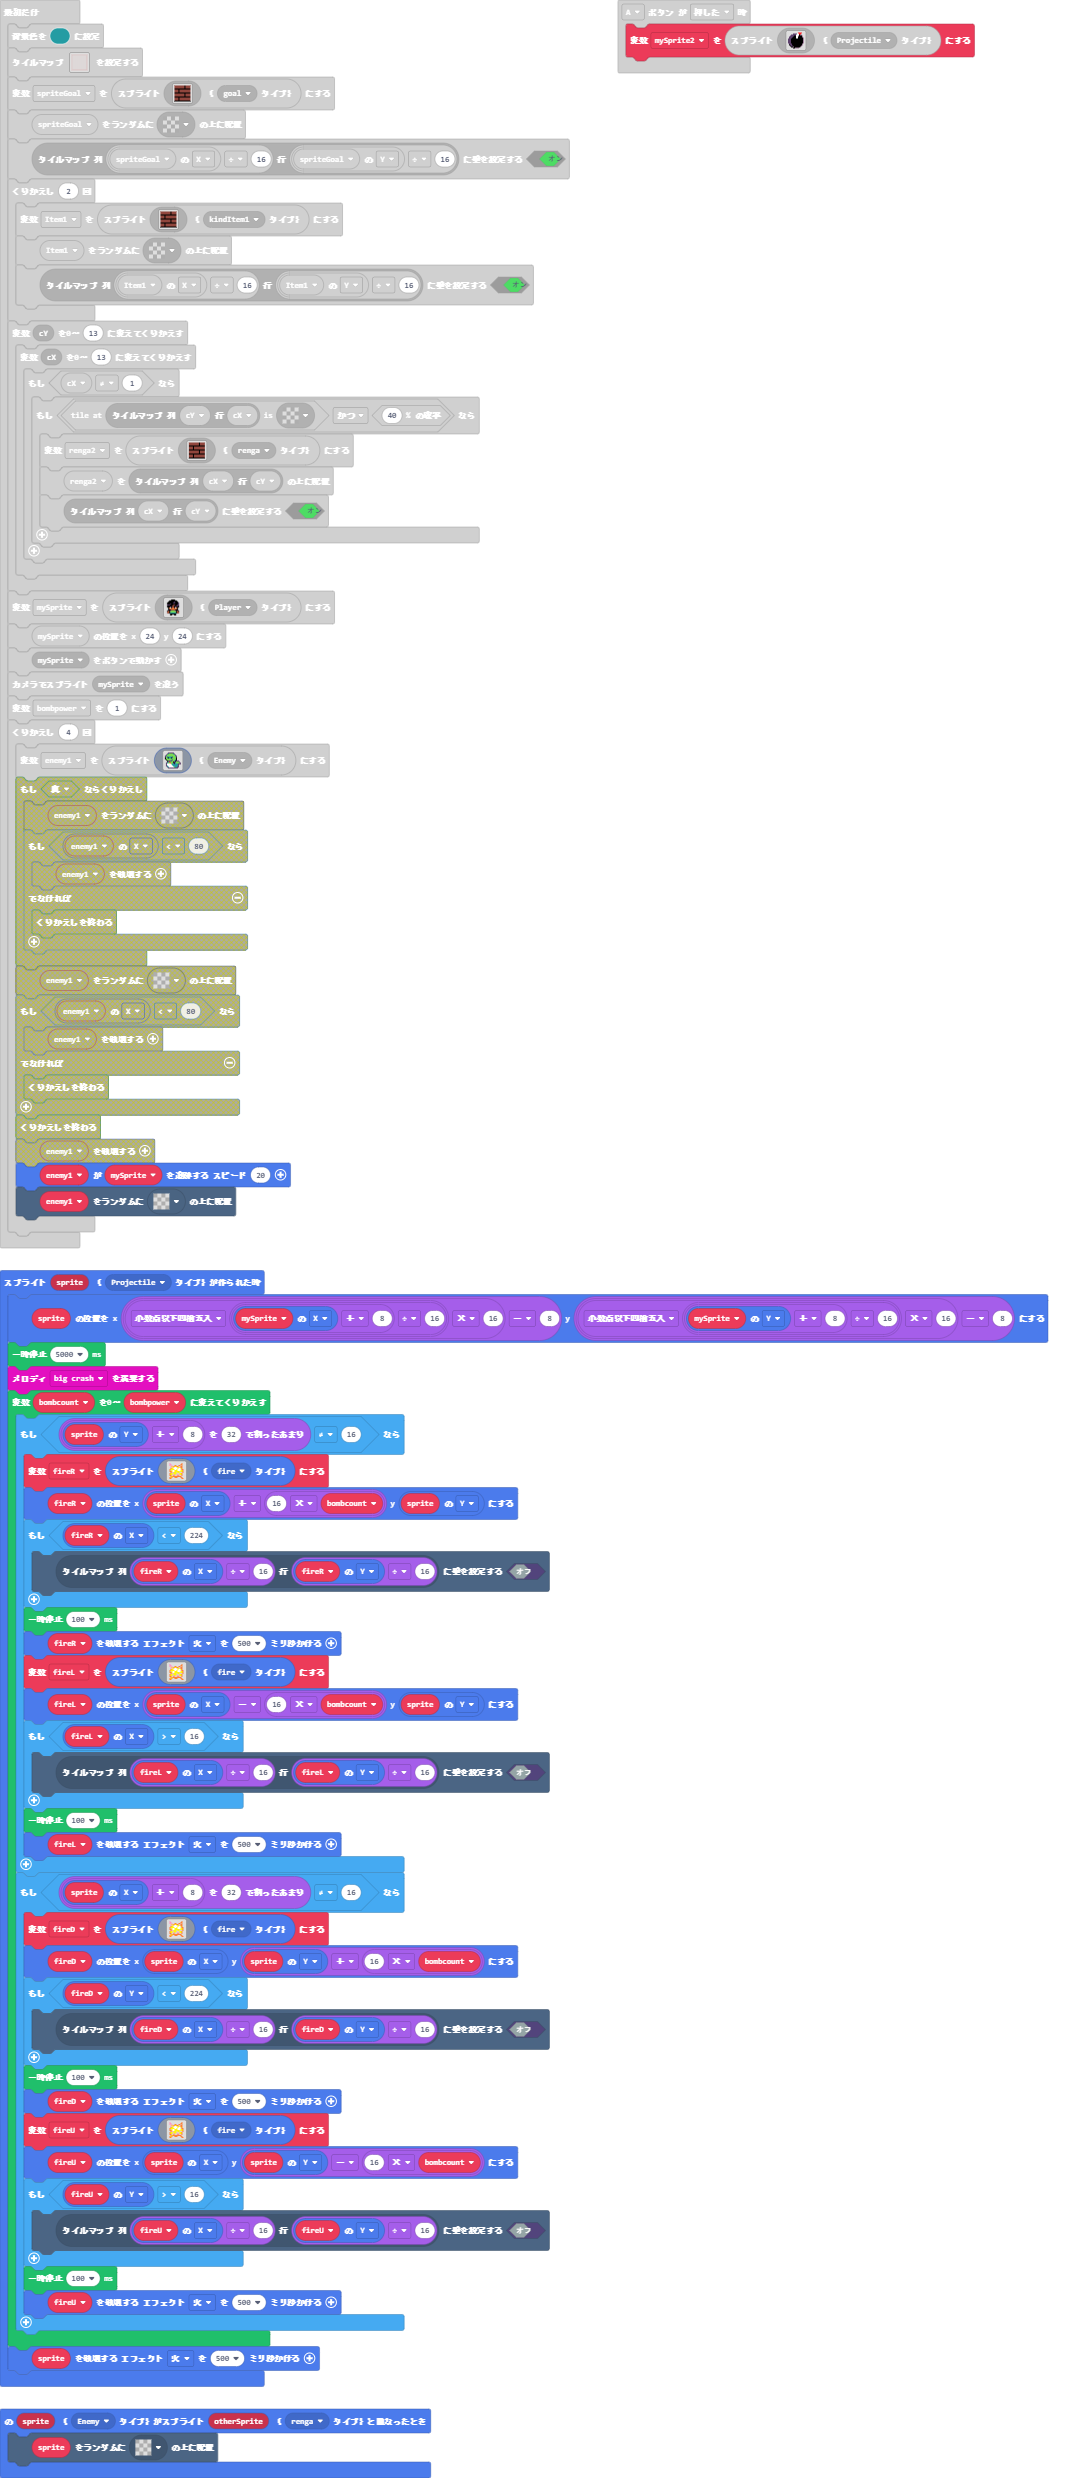 最初だけ
背景色を に設定
タイルマップ を設定する
変数 spriteGoal を スプライト ( goal タイプ) にする
spriteGoal をランダムに の上に配置
タイルマップ 列 spriteGoal の X ÷ 16 行 spriteGoal の Y ÷ 16 に壁を設定する オン
くりかえし 2 回
変数 Item1 を スプライト ( kindItem1 タイプ) にする
Item1 をランダムに の上に配置
タイルマップ 列 Item1 の X ÷ 16 行 Item1 の Y ÷ 16 に壁を設定する オン
変数 cY を0〜 13 に変えてくりかえす
変数 cX を0〜 13 に変えてくりかえす
もし cX ≠ 1 なら
もし tile at タイルマップ 列 cY 行 cX is かつ 40 % の確率 なら
変数 renga2 を スプライト ( renga タイプ) にする
renga2 を タイルマップ 列 cX 行 cY の上に配置
タイルマップ 列 cX 行 cY に壁を設定する オン
変数 mySprite を スプライト ( Player タイプ) にする
mySprite の位置を x 24 y 24 にする
mySprite をボタンで動かす
カメラでスプライト mySprite を追う
変数 bombpower を 1 にする
くりかえし 4 回
変数 enemy1 を スプライト ( Enemy タイプ) にする
もし 真 ならくりかえし
enemy1 をランダムに の上に配置
もし enemy1 の X < 80 なら
enemy1 を破壊する
でなければ
くりかえしを終わる
enemy1 をランダムに の上に配置
もし enemy1 の X < 80 なら
enemy1 を破壊する
でなければ
くりかえしを終わる
くりかえしを終わる
enemy1 を破壊する
enemy1 が mySprite を追跡する スピード 20
enemy1 をランダムに の上に配置
A ボタン が 押した 時
変数 mySprite2 を スプライト ( Projectile タイプ) にする
スプライト sprite ( Projectile タイプ) が作られた時
sprite の位置を x 小数点以下四捨五入 mySprite の X + 8 ÷ 16 × 16 − 8 y 小数点以下四捨五入 mySprite の Y + 8 ÷ 16 × 16 − 8 にする
一時停止 5000 ms
メロディ big crash を演奏する
変数 bombcount を0〜 bombpower に変えてくりかえす
もし sprite の Y + 8 を 32 で割ったあまり ≠ 16 なら
変数 fireR を スプライト ( fire タイプ) にする
fireR の位置を x sprite の X + 16 × bombcount y sprite の Y にする
もし fireR の X < 224 なら
タイルマップ 列 fireR の X ÷ 16 行 fireR の Y ÷ 16 に壁を設定する オフ
一時停止 100 ms
fireR を破壊する エフェクト 火 を 500 ミリ秒かける
変数 fireL を スプライト ( fire タイプ) にする
fireL の位置を x sprite の X − 16 × bombcount y sprite の Y にする
もし fireL の X > 16 なら
タイルマップ 列 fireL の X ÷ 16 行 fireL の Y ÷ 16 に壁を設定する オフ
一時停止 100 ms
fireL を破壊する エフェクト 火 を 500 ミリ秒かける
もし sprite の X + 8 を 32 で割ったあまり ≠ 16 なら
変数 fireD を スプライト ( fire タイプ) にする
fireD の位置を x sprite の X y sprite の Y + 16 × bombcount にする
もし fireD の Y < 224 なら
タイルマップ 列 fireD の X ÷ 16 行 fireD の Y ÷ 16 に壁を設定する オフ
一時停止 100 ms
fireD を破壊する エフェクト 火 を 500 ミリ秒かける
変数 fireU を スプライト ( fire タイプ) にする
fireU の位置を x sprite の X y sprite の Y − 16 × bombcount にする
もし fireU の Y > 16 なら
タイルマップ 列 fireU の X ÷ 16 行 fireU の Y ÷ 16 に壁を設定する オフ
一時停止 100 ms
fireU を破壊する エフェクト 火 を 500 ミリ秒かける
sprite を破壊する エフェクト 火 を 500 ミリ秒かける
の sprite ( Enemy タイプ) がスプライト otherSprite ( renga タイプ) と重なったとき
sprite をランダムに の上に配置